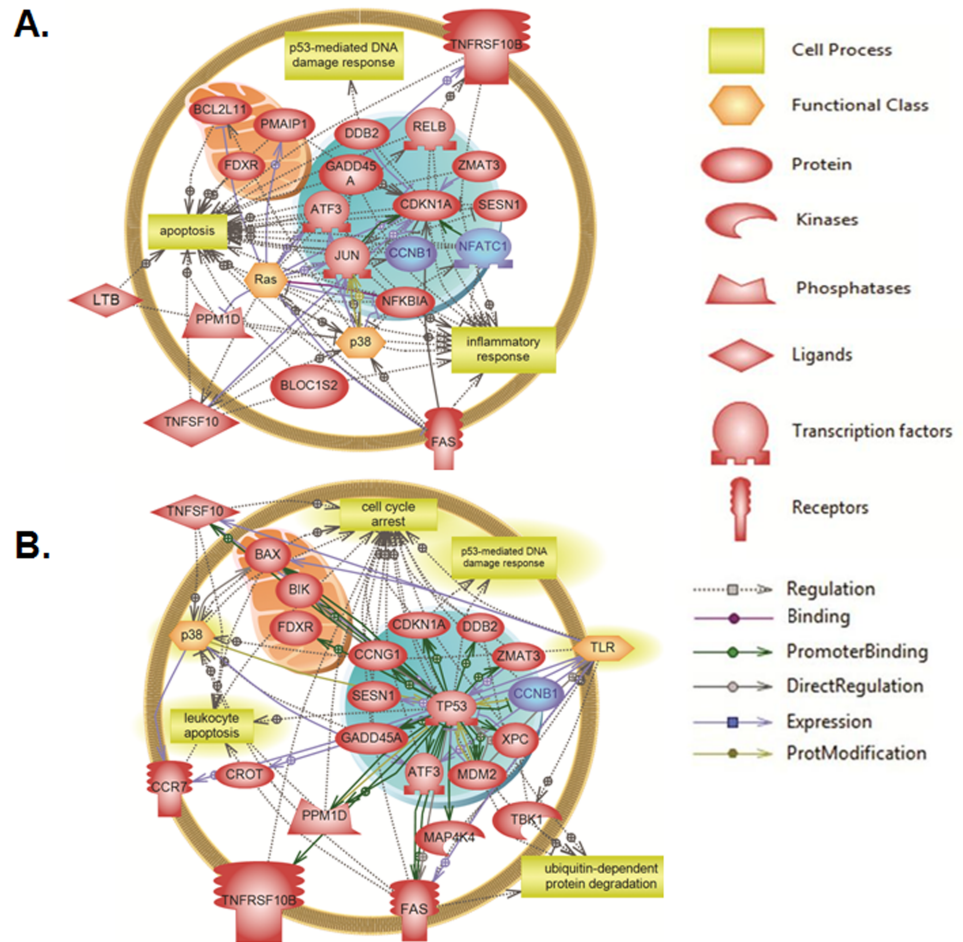 A.
p53-mediated DNA
damage response
TNFRSF10B
BCL2L11
PMAIP1
DDB2
RELB
FDXR
GADD45
A
ZMAT3
ATF3
CDKN1A
SESN1
apoptosis
JUN
CCNB1
NFATC1
Ras
LTB
PPM1D
NFKBIA
p38
inflammatory
response
BLOC1S2
TNFSF10
FAS
Cell Process
Functional Class
Protein
Kinases
Phosphatases
Ligands
Transcription factors
Receptors
Regulation
Binding
PromoterBinding
DirectRegulation
Expression
ProtModification
B.
TNFSF10
cell cycle
arrest
BAX
p53-mediated DNA
damage response
BIK
p38
FDXR
CDKN1A
DDB2
TLR
CCNG1
ZMAT3
SESN1
TP53
CCNB1
leukocyte
apoptosis
GADD45A
XPC
CCR7
CROT
ATF3
MDM2
PPM1D
MAP4K4
TBK1
ubiquitin-dependent
protein degradation
TNFRSF10B
FAS